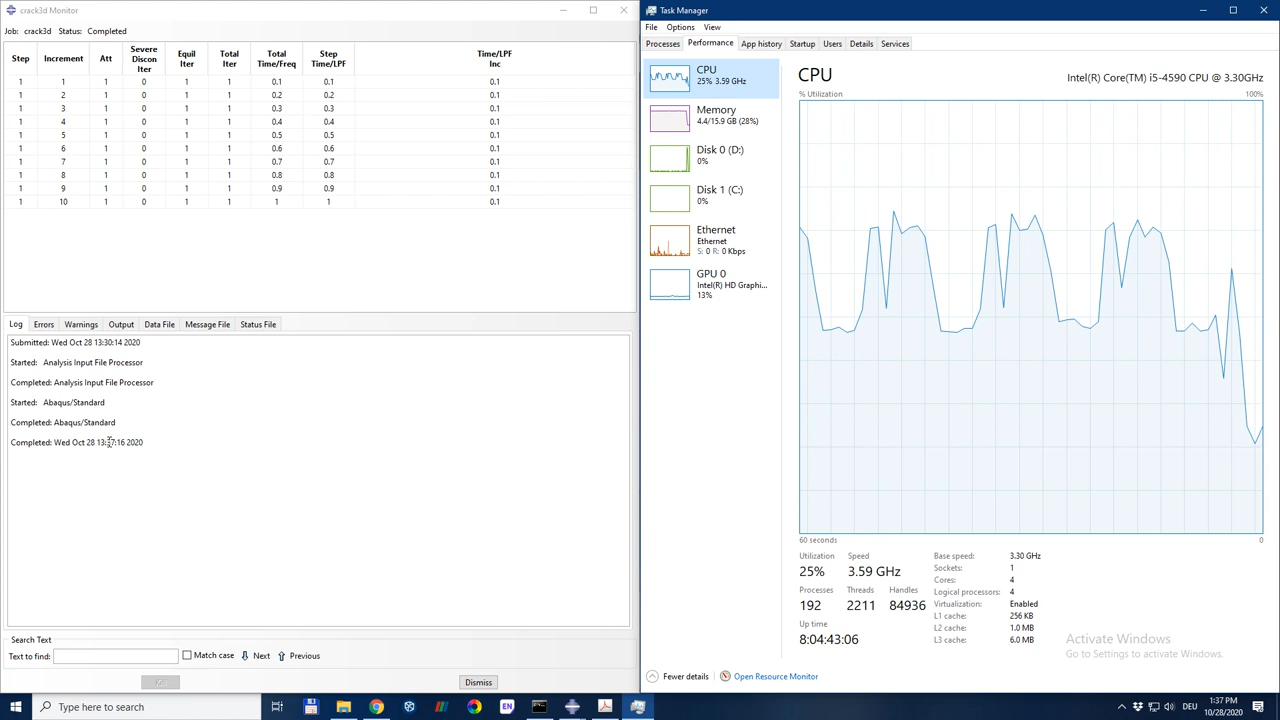 crack3d Monitor
Job: crack3d Status: Completed
Step Increment Att Severe Discon Iter Equil Iter Total Iter Total Time/Freq Step Time/LPF Time/LPF Inc
1 1 1 0 1 1 0.1 0.1 0.1
1 2 1 0 1 1 0.2 0.2 0.1
1 3 1 0 1 1 0.3 0.3 0.1
1 4 1 0 1 1 0.4 0.4 0.1
1 5 1 0 1 1 0.5 0.5 0.1
1 6 1 0 1 1 0.6 0.6 0.1
1 7 1 0 1 1 0.7 0.7 0.1
1 8 1 0 1 1 0.8 0.8 0.1
1 9 1 0 1 1 0.9 0.9 0.1
1 10 1 0 1 1 1 1 0.1
Log Errors Warnings Output Data File Message File Status File
Submitted: Wed Oct 28 13:30:14 2020
Started: Analysis Input File Processor
Completed: Analysis Input File Processor
Started: Abaqus/Standard
Completed: Abaqus/Standard
Completed: Wed Oct 28 13:37:16 2020
Search Text
Text to find: Match case Next Previous
Kill Dismiss
Task Manager
File Options View
Processes Performance App history Startup Users Details Services
CPU
25% 3.59 GHz
Memory
4.4/15.9 GB (28%)
Disk 0 (D:)
0%
Disk 1 (C:)
0%
Ethernet
Ethernet
S: 0 R: 0 Kbps
GPU 0
Intel(R) HD Graphi...
13%
CPU Intel(R) Core(TM) i5-4590 CPU @ 3.30GHz
% Utilization 100%
60 seconds 0
Utilization Speed
25% 3.59 GHz
Processes Threads Handles
192 2211 84936
Up time
8:04:43:06
Base speed: 3.30 GHz
Sockets: 1
Cores: 4
Logical processors: 4
Virtualization: Enabled
L1 cache: 256 KB
L2 cache: 1.0 MB
L3 cache: 6.0 MB
Activate Windows
Go to Settings to activate Windows.
Fewer details Open Resource Monitor
Type here to search
EN
DEU
1:37 PM
10/28/2020